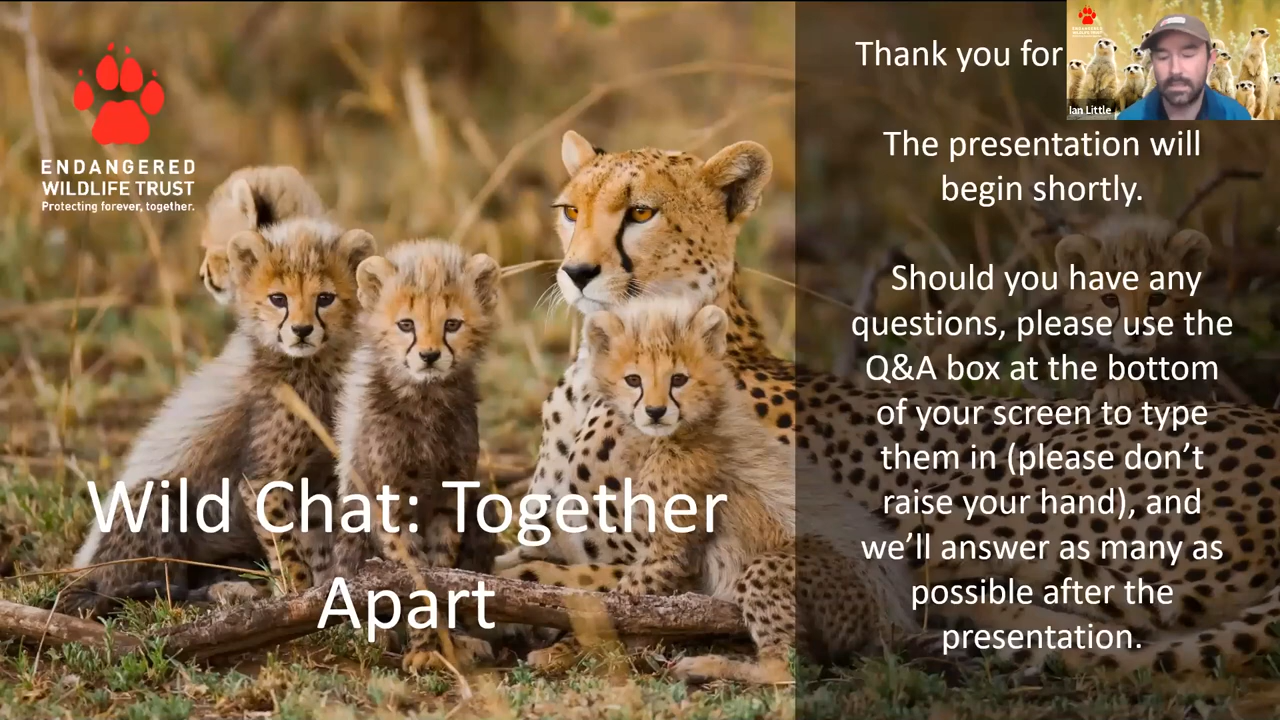 ENDANGERED
WILDLIFE TRUST
Protecting forever, together.
Wild Chat: Together
Apart
Thank you for
The presentation will
begin shortly.
Should you have any
questions, please use the
Q&A box at the bottom
of your screen to type
them in (please don’t
raise your hand), and
we’ll answer as many as
possible after the
presentation.
Ian Little